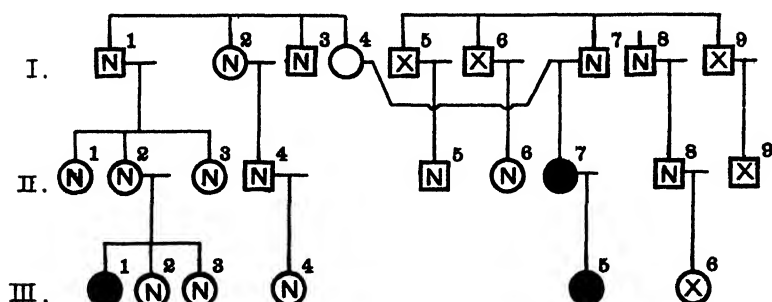 1 2 3 4 5 6 7 8 9
I. N N N X X N N X
1 2 3 4 5 6 7 8 9
II. N N N N N N N X
1 2 3 4 5 6
III. N N N X